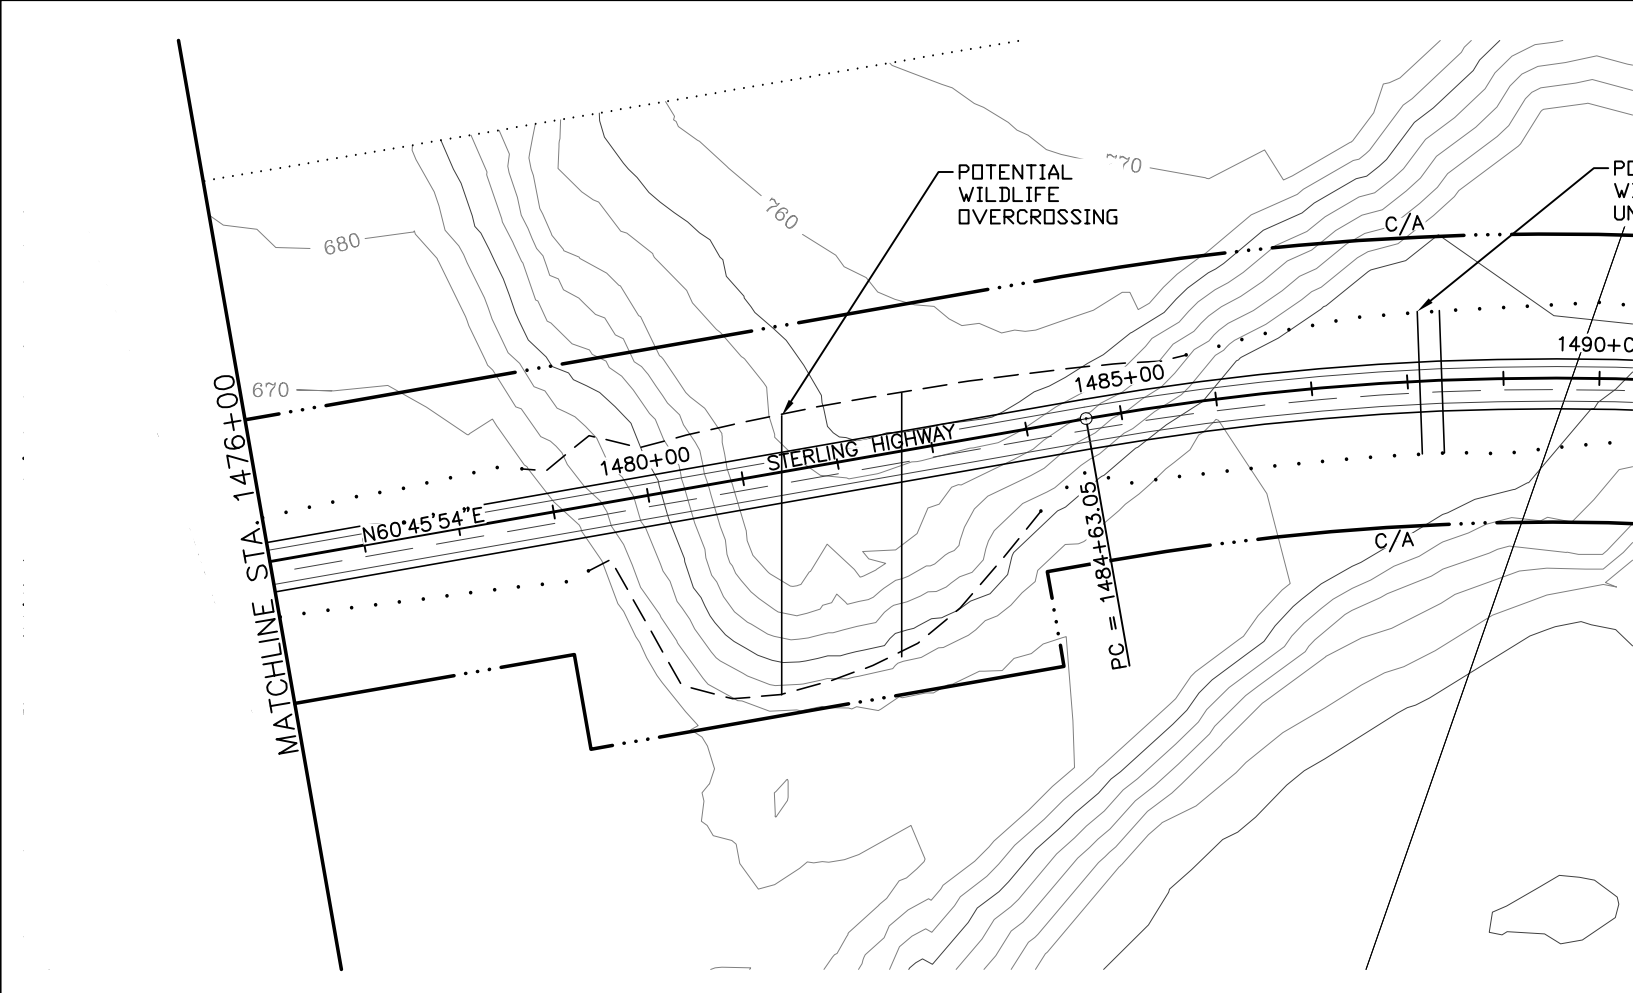 POTENTIAL
WILDLIFE
OVERCROSSING
770
760
680
670
C/A
1490+
1485+00
STERLING HIGHWAY
1480+00
N60°45'54"E
MATCHLINE STA. 1476+00
PC = 1484+63.05
C/A